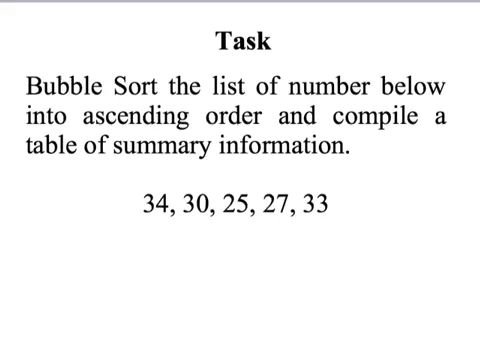 Task
Bubble Sort the list of number below
into ascending order and compile a
table of summary information.
34, 30, 25, 27, 33